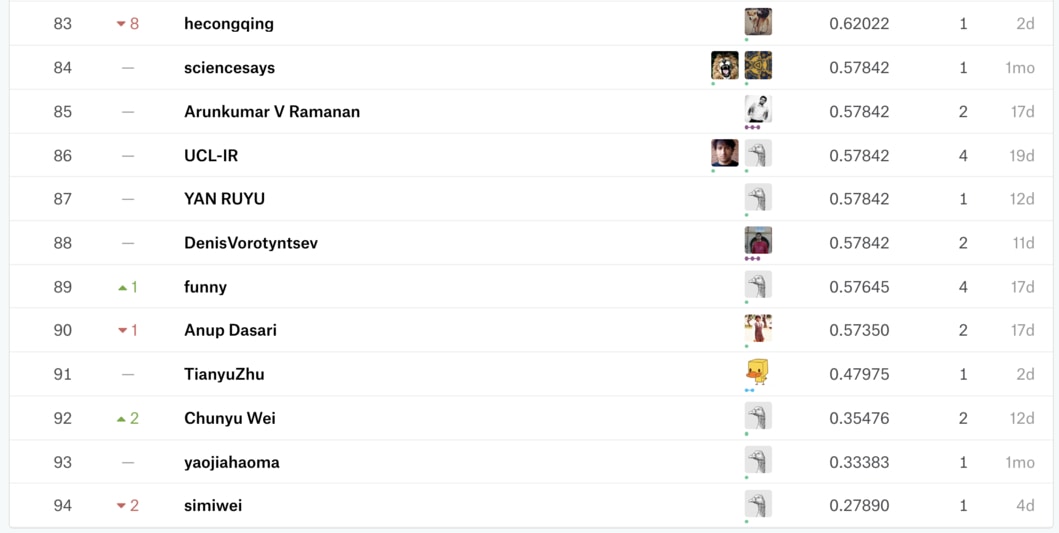 83 ▾ 8 hecongqing 0.62022 1 2d
84 — sciencesays 0.57842 1 1mo
85 — Arunkumar V Ramanan 0.57842 2 17d
86 — UCL-IR 0.57842 4 19d
87 — YAN RUYU 0.57842 1 12d
88 — DenisVorotyntsev 0.57842 2 11d
89 ▴ 1 funny 0.57645 4 17d
90 ▾ 1 Anup Dasari 0.57350 2 17d
91 — TianyuZhu 0.47975 1 2d
92 ▴ 2 Chunyu Wei 0.35476 2 12d
93 — yaojiahaoma 0.33383 1 1mo
94 ▾ 2 simiwei 0.27890 1 4d